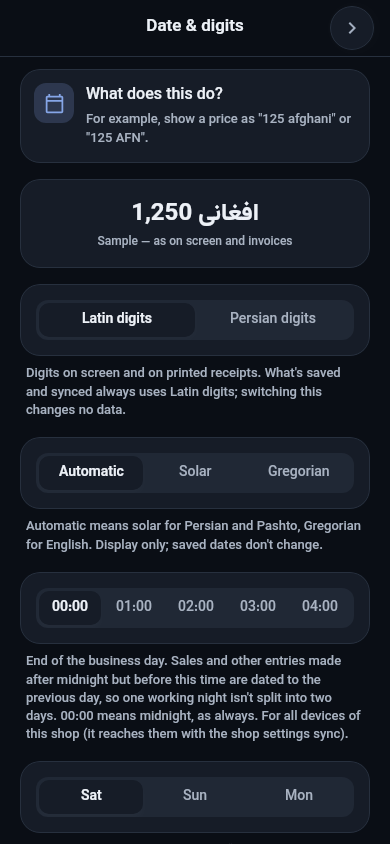 Date & digits
What does this do?
For example, show a price as "125 afghani" or
"125 AFN".
1,250 افغانی
Sample — as on screen and invoices
Latin digits
Persian digits
Digits on screen and on printed receipts. What's saved
and synced always uses Latin digits; switching this
changes no data.
Automatic
Solar
Gregorian
Automatic means solar for Persian and Pashto, Gregorian
for English. Display only; saved dates don't change.
00:00
01:00
02:00
03:00
04:00
End of the business day. Sales and other entries made
after midnight but before this time are dated to the
previous day, so one working night isn't split into two
days. 00:00 means midnight, as always. For all devices of
this shop (it reaches them with the shop settings sync).
Sat
Sun
Mon